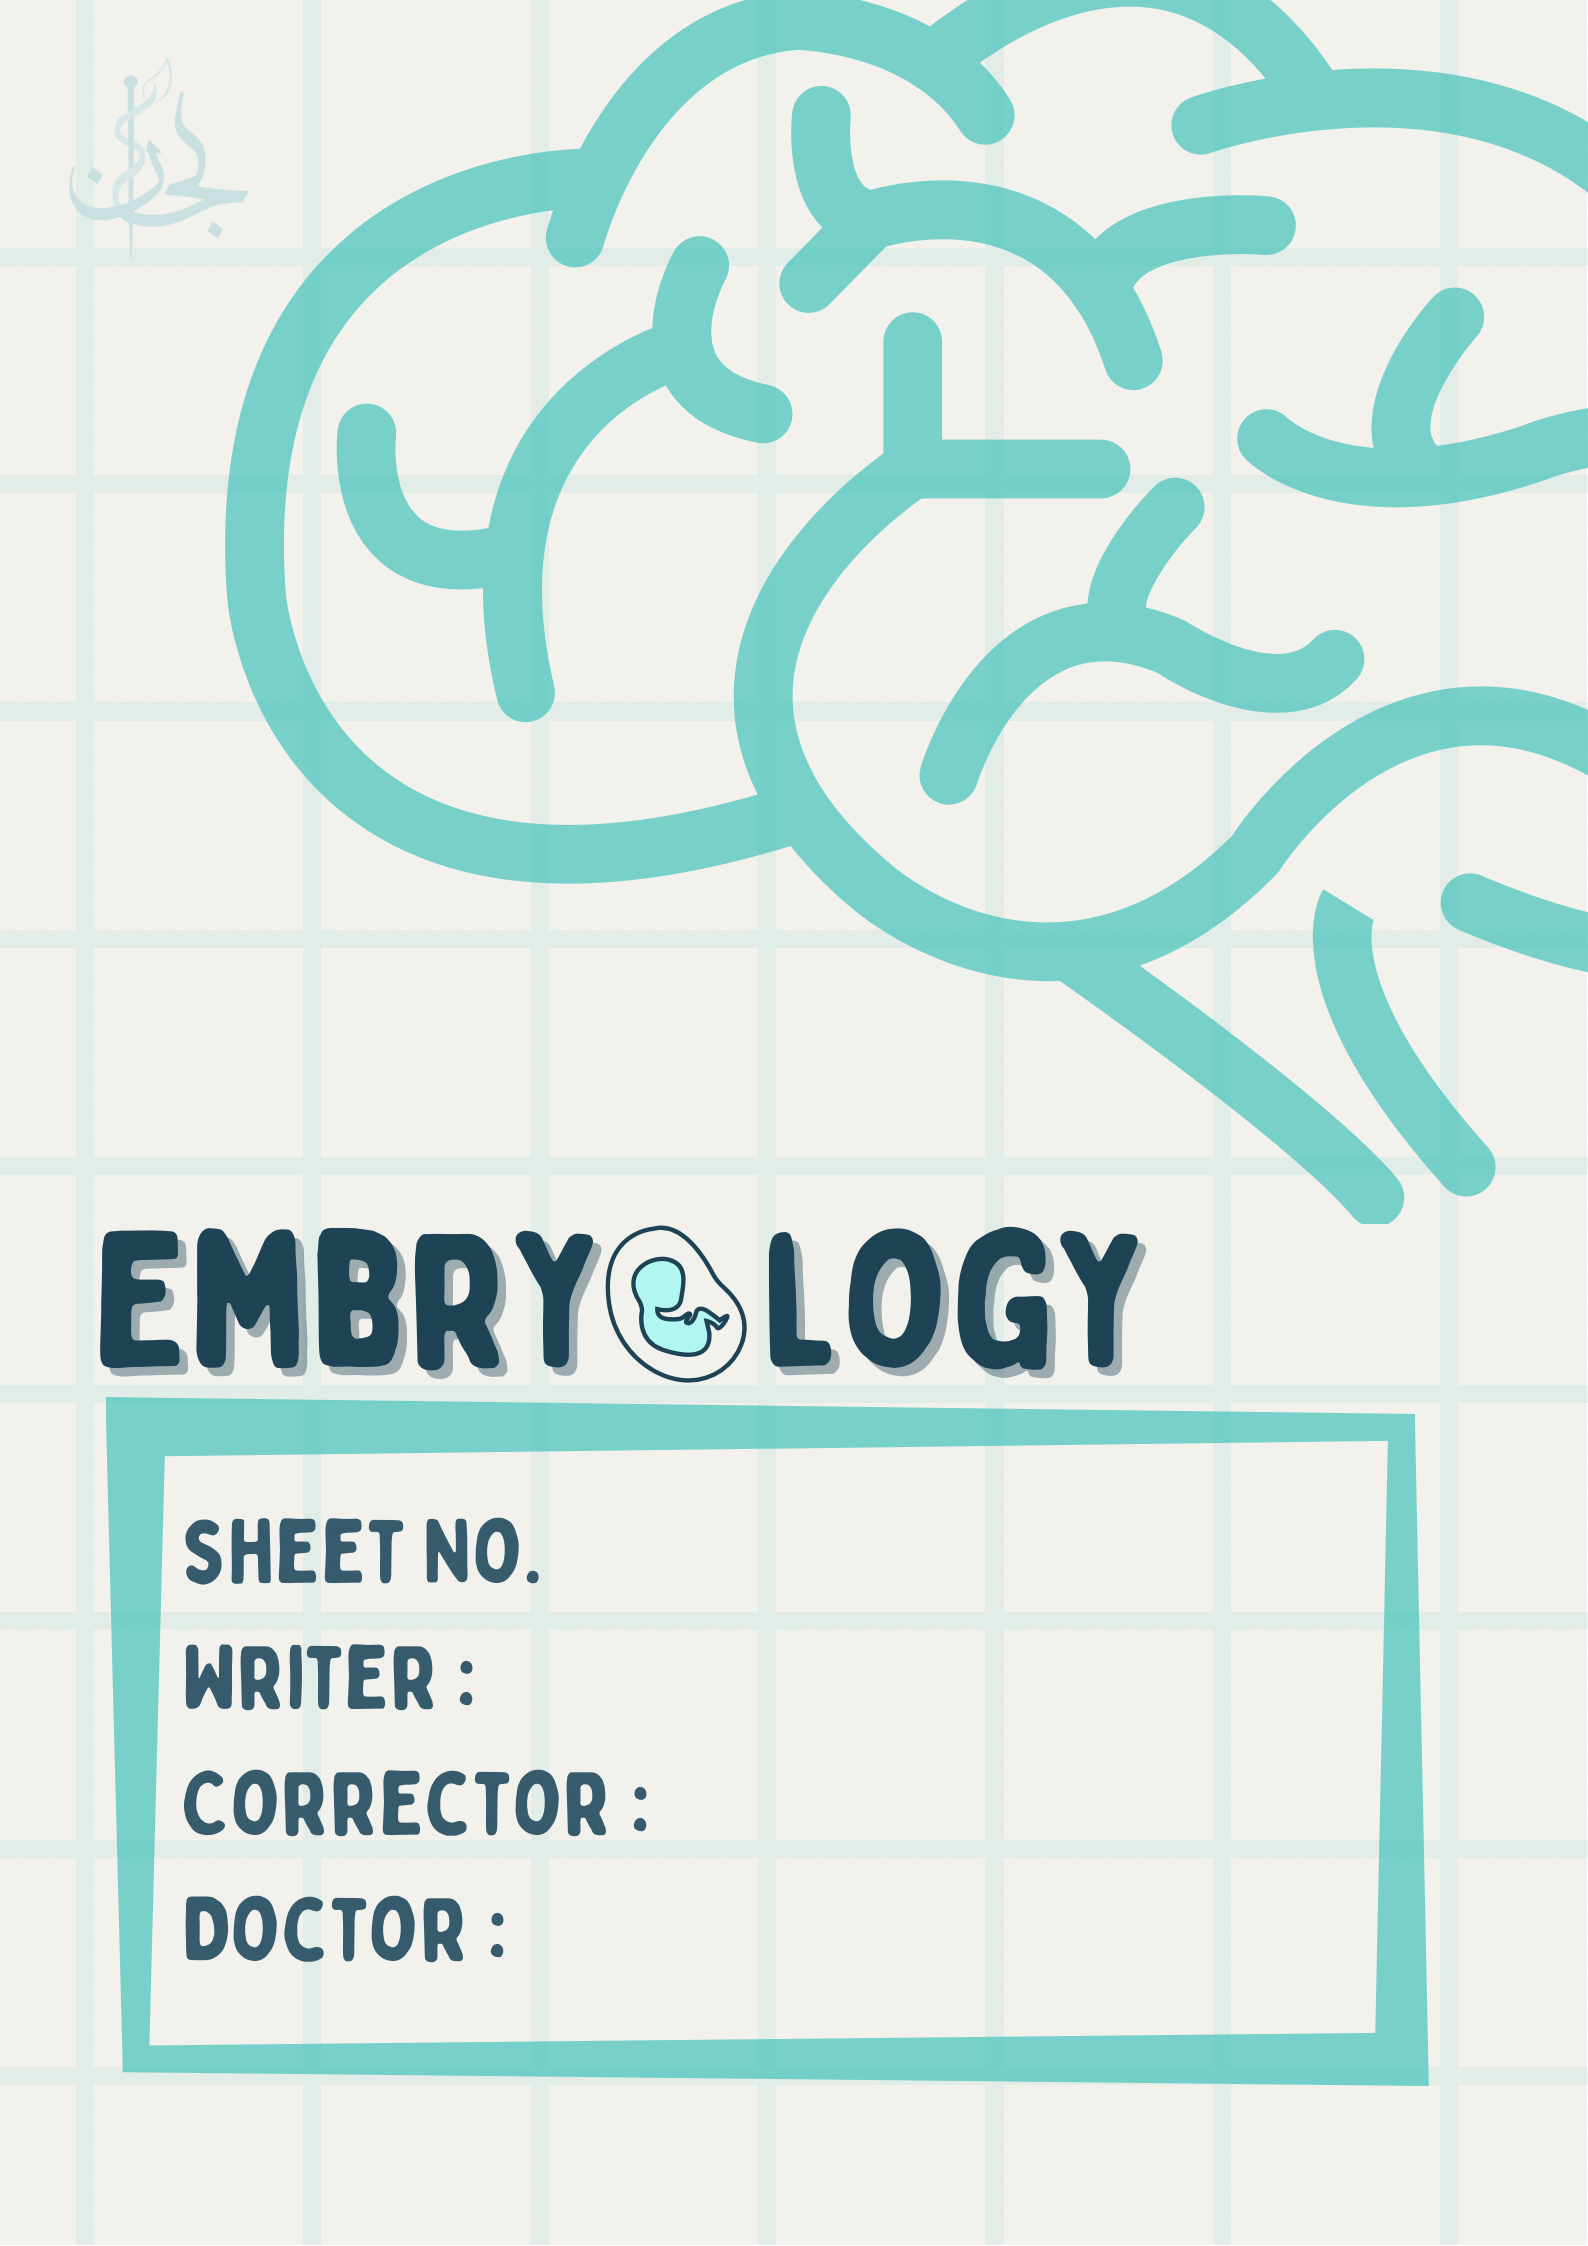 EMBRYOLOGY
SHEET NO.
WRITER :
CORRECTOR :
DOCTOR :